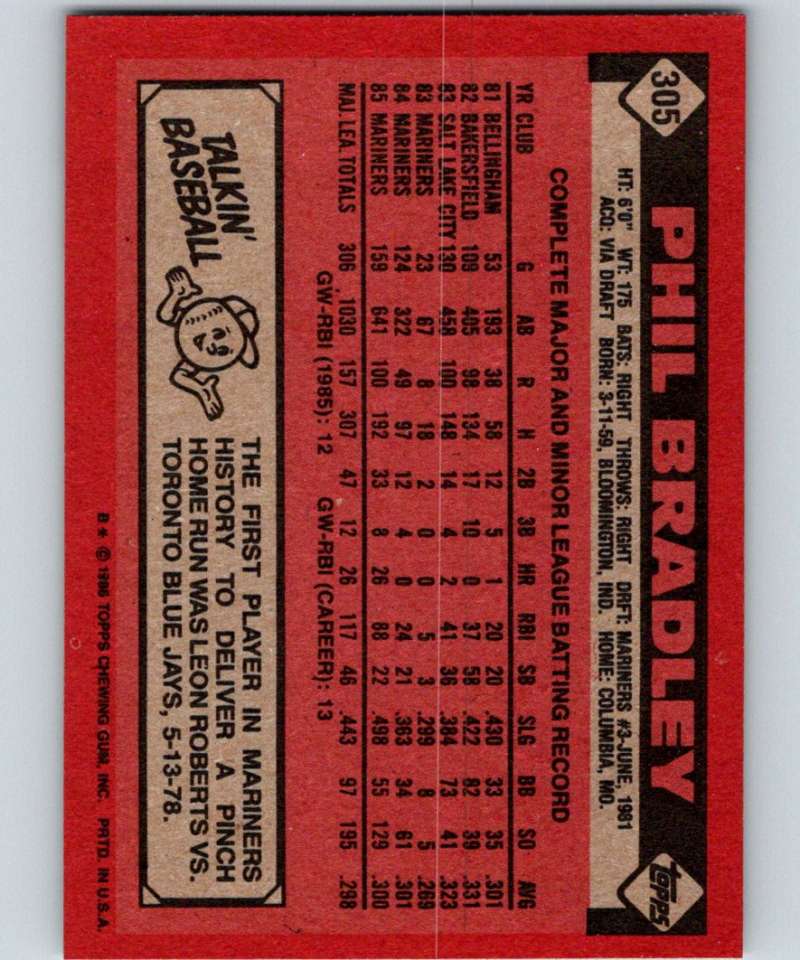 305
PHIL BRADLEY
topps
HT: 6'0" WT: 175 BATS: RIGHT THROWS: RIGHT DRFT: MARINERS #3-JUNE, 1981
ACQ: VIA DRAFT BORN: 3-11-59, BLOOMINGTON, IND. HOME: COLUMBIA, MO.
COMPLETE MAJOR AND MINOR LEAGUE BATTING RECORD
YR CLUB G AB R H 2B 3B HR RBI SB SLG BB SO AVG
81 BELLINGHAM 53 193 38 58 12 5 1 20 20 .430 33 35 .301
82 BAKERSFIELD 109 405 98 134 17 10 0 37 58 .422 82 39 .331
83 SALT LAKE CITY 130 458 100 148 14 4 2 41 36 .384 73 41 .323
83 MARINERS 23 67 8 18 2 0 0 5 3 .299 8 5 .269
84 MARINERS 124 322 49 97 12 4 0 24 21 .363 34 61 .301
85 MARINERS 159 641 100 192 33 8 26 88 22 .498 55 129 .300
MAJ. LEA. TOTALS 306 1030 157 307 47 12 26 117 46 .443 97 195 .298
GW-RBI (1985): 12 GW-RBI (CAREER): 13
TALKIN'
BASEBALL
THE FIRST PLAYER IN MARINERS
HISTORY TO DELIVER A PINCH
HOME RUN WAS LEON ROBERTS VS.
TORONTO BLUE JAYS, 5-13-78.
B* © 1986 TOPPS CHEWING GUM, INC. PRTD. IN U.S.A.